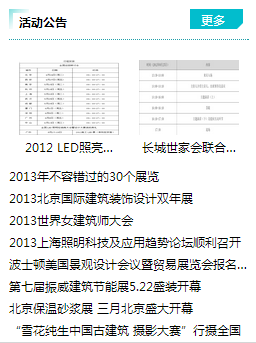 活动公告
更多
2012 LED照亮...
长城世家会联合...
2013年不容错过的30个展览
2013北京国际建筑装饰设计双年展
2013世界女建筑师大会
2013上海照明科技及应用趋势论坛顺利召开
波士顿美国景观设计会议暨贸易展览会报名...
第七届振威建筑节能展5.22盛装开幕
北京保温砂浆展 三月北京盛大开幕
“雪花纯生中国古建筑 摄影大赛”行摄全国